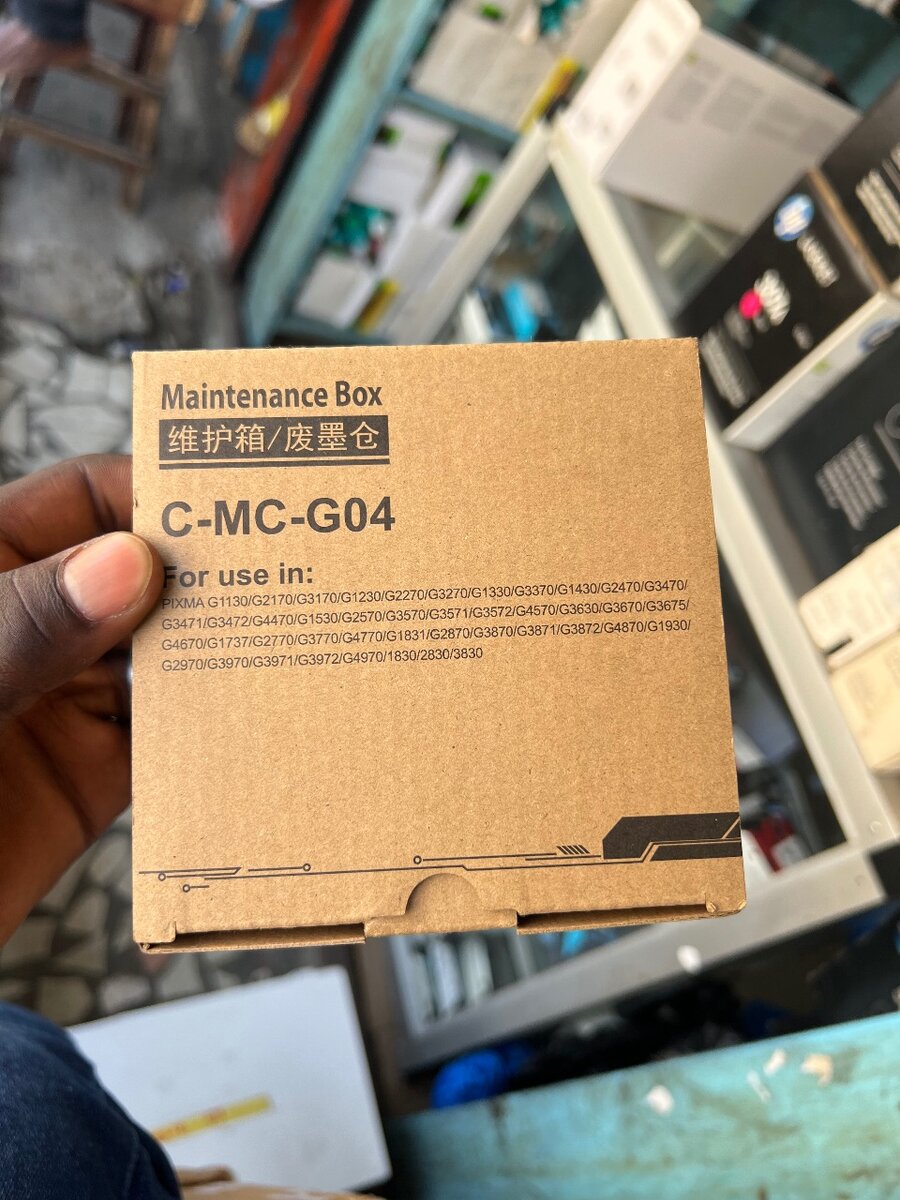 Maintenance Box
维护箱/废墨仓
C-MC-G04
For use in:
PIXMA G1130/G2170/G3170/G1230/G2270/G3270/G1330/G3370/G1430/G2470/G3470/
G3471/G3472/G4470/G1530/G2570/G3570/G3571/G3572/G4570/G3630/G3670/G3675/
G4670/G1737/G2770/G3770/G4770/G1831/G2870/G3870/G3871/G3872/G4870/G1930/
G2970/G3970/G3971/G3972/G4970/1830/2830/3830
hp